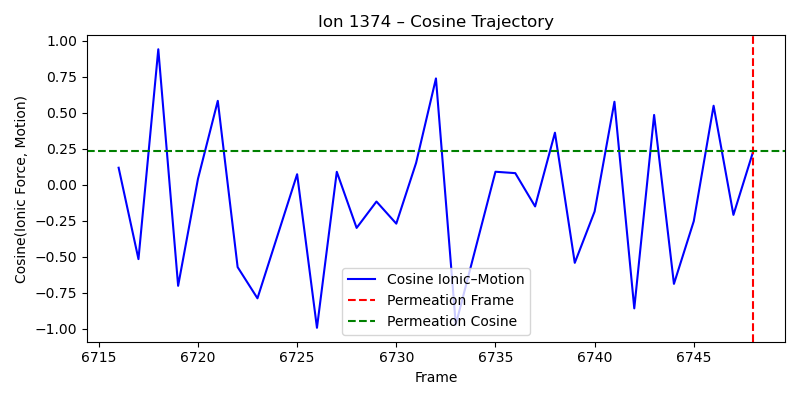 Ion 1374 – Cosine Trajectory
Cosine(Ionic Force, Motion)
1.00
0.75
0.50
0.25
0.00
−0.25
−0.50
−0.75
−1.00
Cosine Ionic–Motion
Permeation Frame
Permeation Cosine
6715 6720 6725 6730 6735 6740 6745
Frame